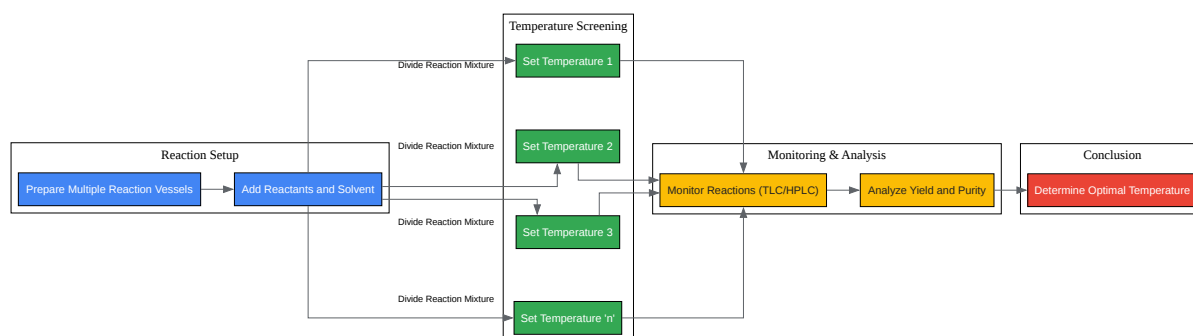 Temperature Screening
Divide Reaction Mixture
Set Temperature 1
Divide Reaction Mixture
Set Temperature 2
Reaction Setup
Prepare Multiple Reaction Vessels
Add Reactants and Solvent
Divide Reaction Mixture
Set Temperature 3
Divide Reaction Mixture
Set Temperature 'n'
Monitoring & Analysis
Monitor Reactions (TLC/HPLC)
Analyze Yield and Purity
Conclusion
Determine Optimal Temperature